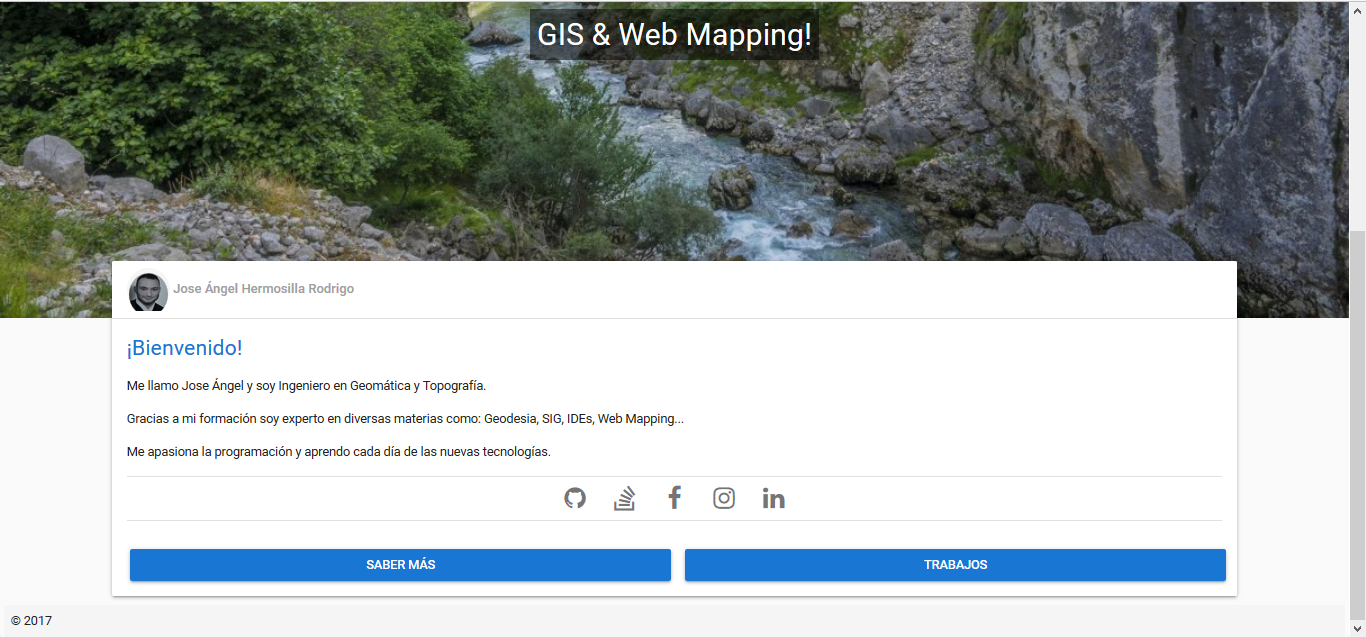 GIS & Web Mapping!
Jose Ángel Hermosilla Rodrigo
¡Bienvenido!
Me llamo Jose Ángel y soy Ingeniero en Geomática y Topografía.
Gracias a mi formación soy experto en diversas materias como: Geodesia, SIG, IDEs, Web Mapping...
Me apasiona la programación y aprendo cada día de las nuevas tecnologías.
SABER MÁS
TRABAJOS
© 2017